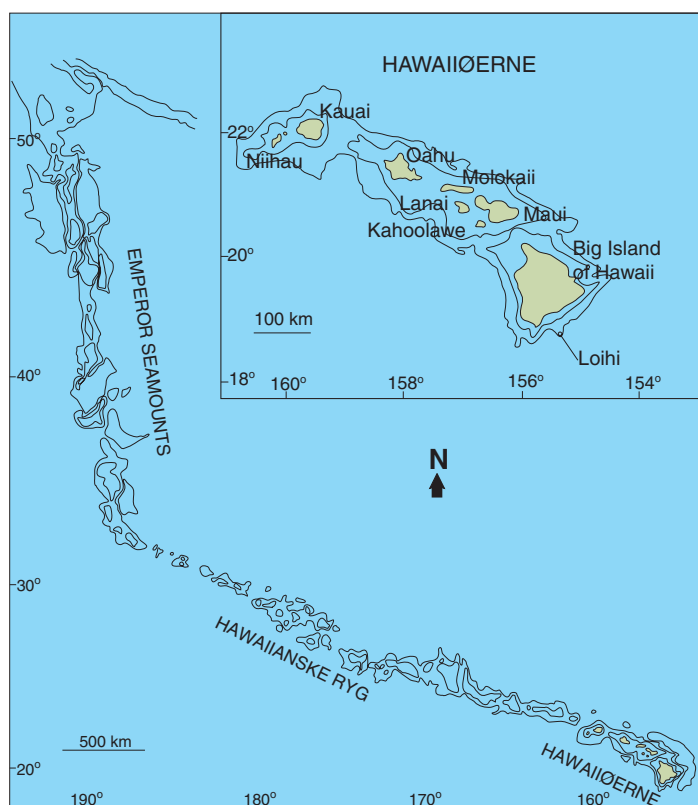 HAWAIIØERNE
22°
Kauai
Niihau
Oahu
Molokaii
Lanai
Maui
Kahoolawe
20°
Big Island
of Hawaii
100 km
Loihi
18°
160°
158°
156°
154°
50°
EMPEROR SEAMOUNTS
40°
N
30°
HAWAIIANSKE RYG
500 km
HAWAIIØERNE
20°
190°
180°
170°
160°